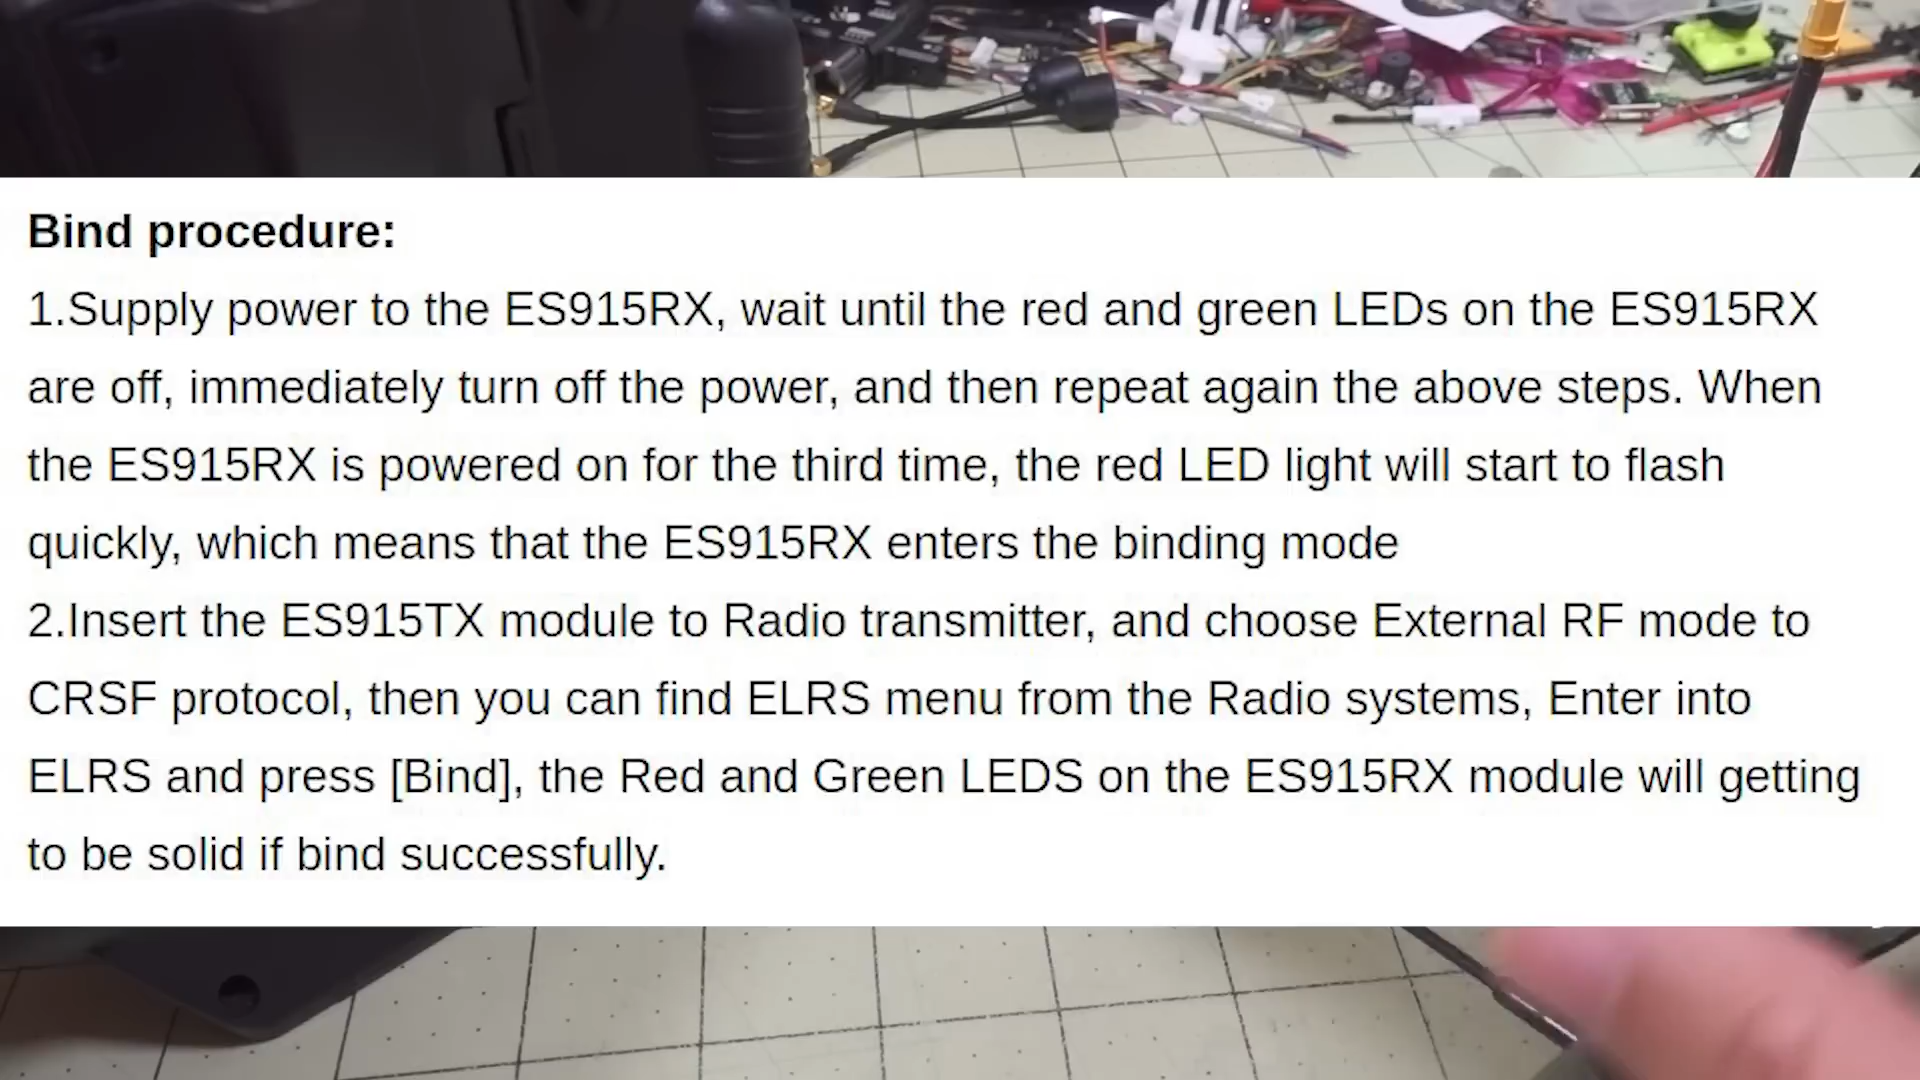 Bind procedure:
1.Supply power to the ES915RX, wait until the red and green LEDs on the ES915RX
are off, immediately turn off the power, and then repeat again the above steps. When
the ES915RX is powered on for the third time, the red LED light will start to flash
quickly, which means that the ES915RX enters the binding mode
2.Insert the ES915TX module to Radio transmitter, and choose External RF mode to
CRSF protocol, then you can find ELRS menu from the Radio systems, Enter into
ELRS and press [Bind], the Red and Green LEDS on the ES915RX module will getting
to be solid if bind successfully.